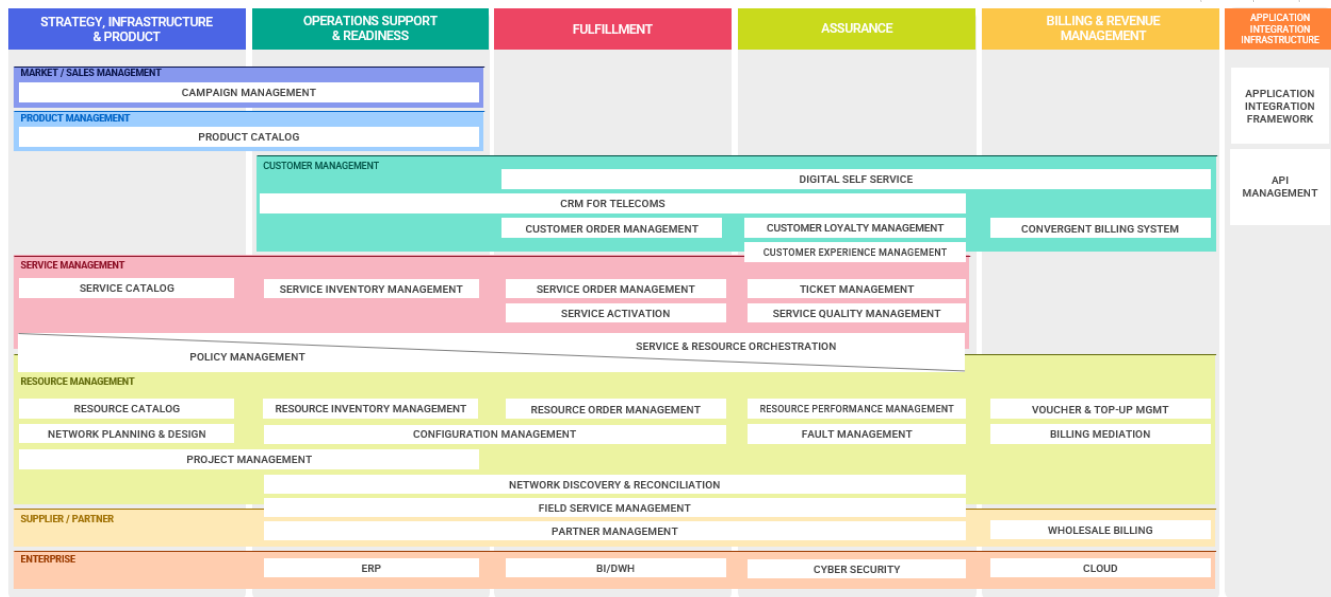 STRATEGY, INFRASTRUCTURE
& PRODUCT
OPERATIONS SUPPORT
& READINESS
FULFILLMENT
ASSURANCE
BILLING & REVENUE
MANAGEMENT
APPLICATION
INTEGRATION
INFRASTRUCTURE
MARKET / SALES MANAGEMENT
CAMPAIGN MANAGEMENT
PRODUCT MANAGEMENT
PRODUCT CATALOG
APPLICATION
INTEGRATION
FRAMEWORK
API
MANAGEMENT
CUSTOMER MANAGEMENT
DIGITAL SELF SERVICE
CRM FOR TELECOMS
CUSTOMER ORDER MANAGEMENT
CUSTOMER LOYALTY MANAGEMENT
CONVERGENT BILLING SYSTEM
CUSTOMER EXPERIENCE MANAGEMENT
SERVICE MANAGEMENT
SERVICE CATALOG
SERVICE INVENTORY MANAGEMENT
SERVICE ORDER MANAGEMENT
TICKET MANAGEMENT
SERVICE ACTIVATION
SERVICE QUALITY MANAGEMENT
SERVICE & RESOURCE ORCHESTRATION
POLICY MANAGEMENT
RESOURCE MANAGEMENT
RESOURCE CATALOG
RESOURCE INVENTORY MANAGEMENT
RESOURCE ORDER MANAGEMENT
RESOURCE PERFORMANCE MANAGEMENT
VOUCHER & TOP-UP MGMT
NETWORK PLANNING & DESIGN
CONFIGURATION MANAGEMENT
FAULT MANAGEMENT
BILLING MEDIATION
PROJECT MANAGEMENT
NETWORK DISCOVERY & RECONCILIATION
FIELD SERVICE MANAGEMENT
SUPPLIER / PARTNER
PARTNER MANAGEMENT
WHOLESALE BILLING
ENTERPRISE
ERP
BI/DWH
CYBER SECURITY
CLOUD